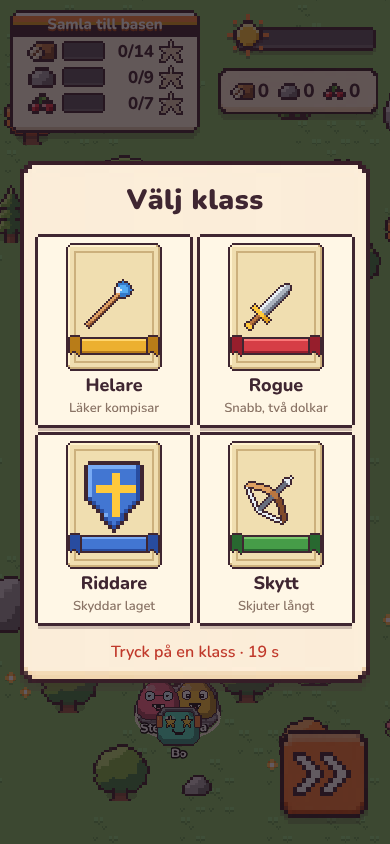 Samla till basen
0/14
0/9
0/7
0 0 0
Välj klass
Helare
Läker kompisar
Rogue
Snabb, två dolkar
Riddare
Skyddar laget
Skytt
Skjuter långt
Tryck på en klass · 19 s
Bo